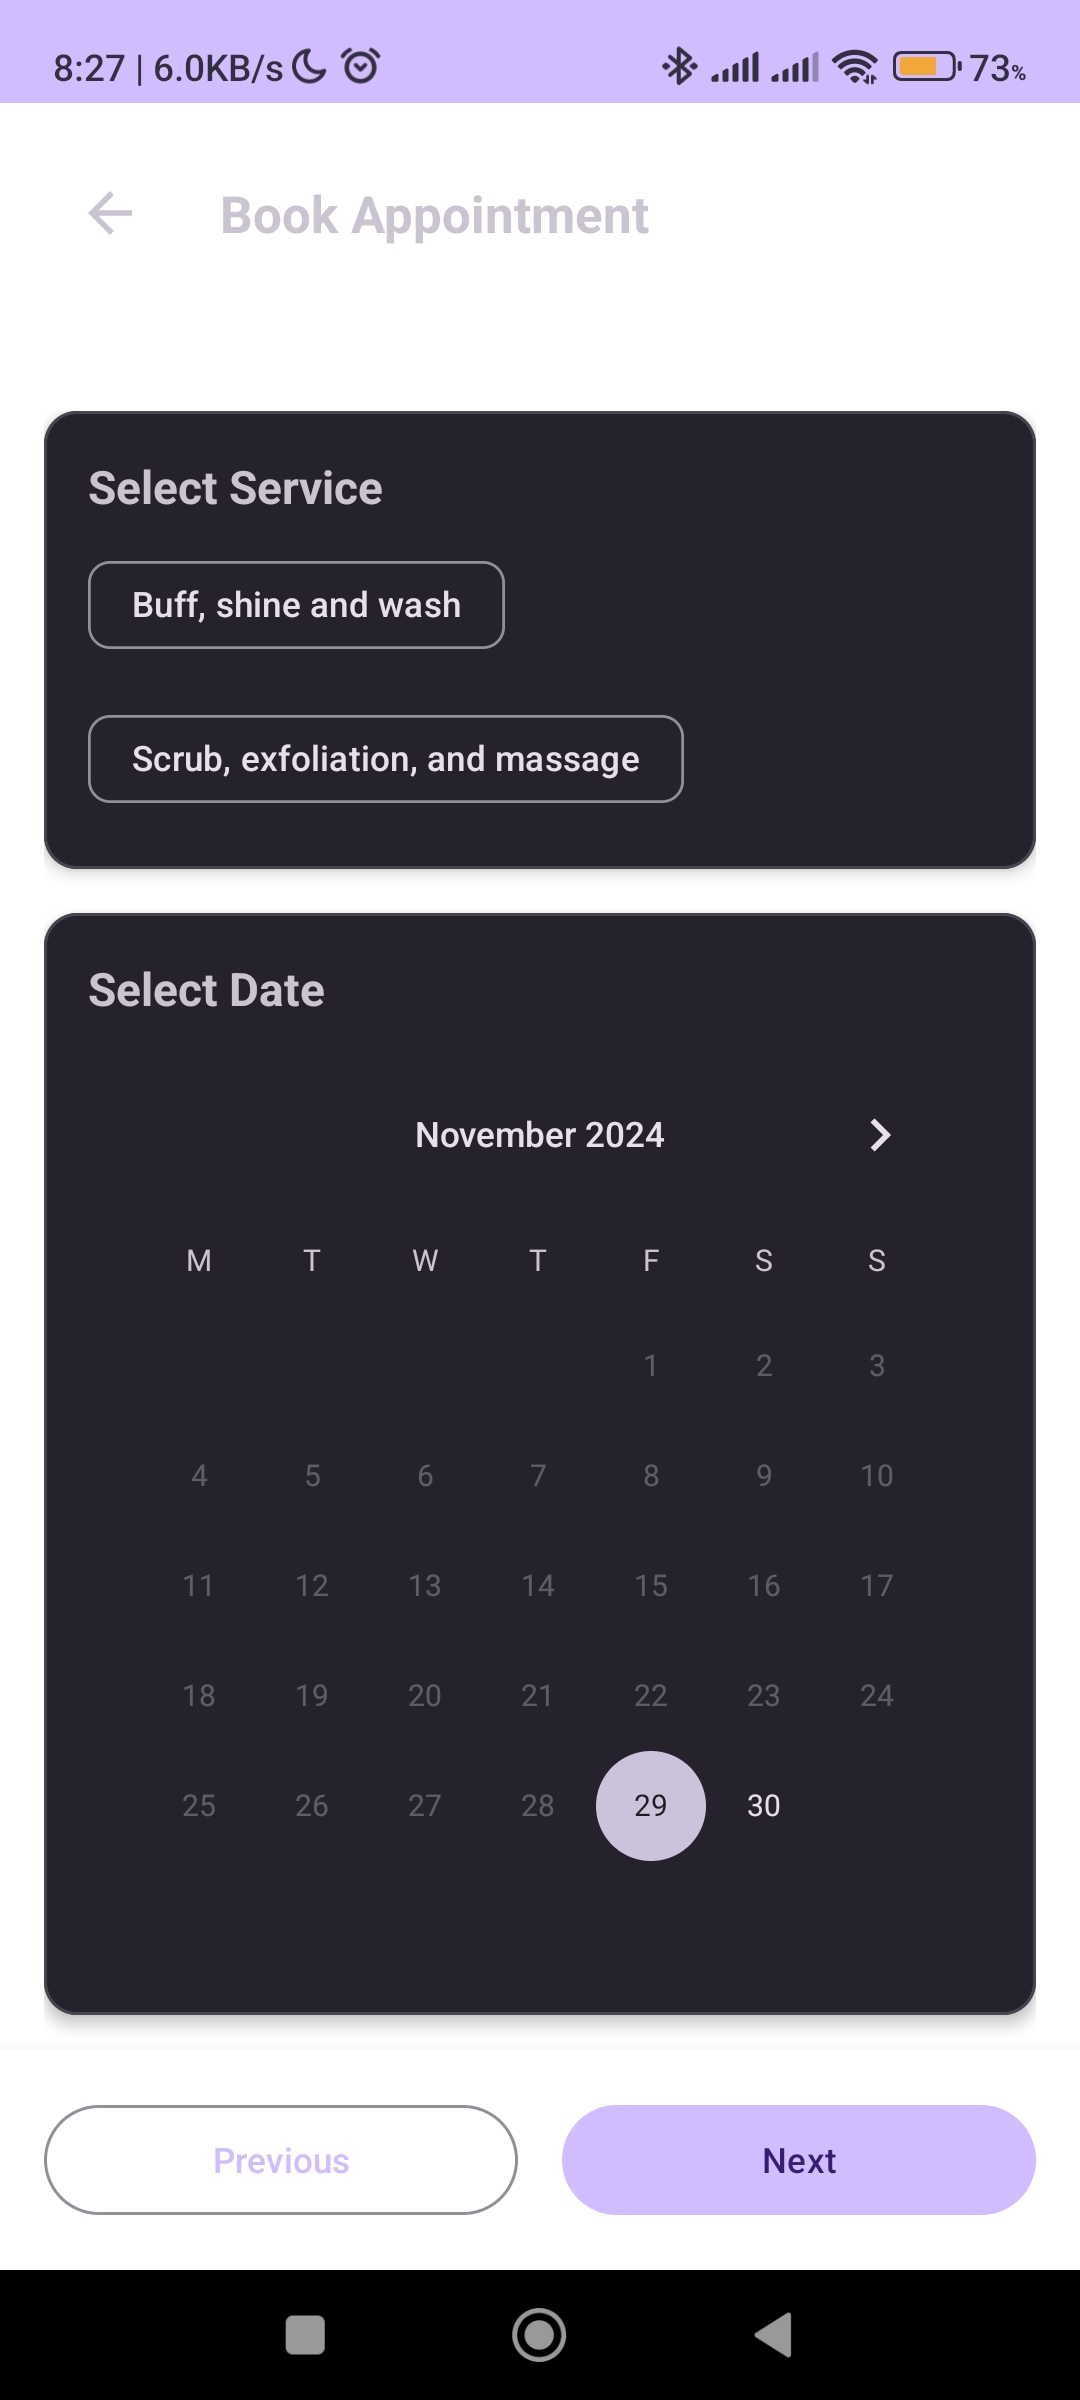 8:27 | 6.0KB/s 73%
Book Appointment
Select Service
Buff, shine and wash
Scrub, exfoliation, and massage
Select Date
November 2024
M T W T F S S
1 2 3
4 5 6 7 8 9 10
11 12 13 14 15 16 17
18 19 20 21 22 23 24
25 26 27 28 29 30
Previous Next